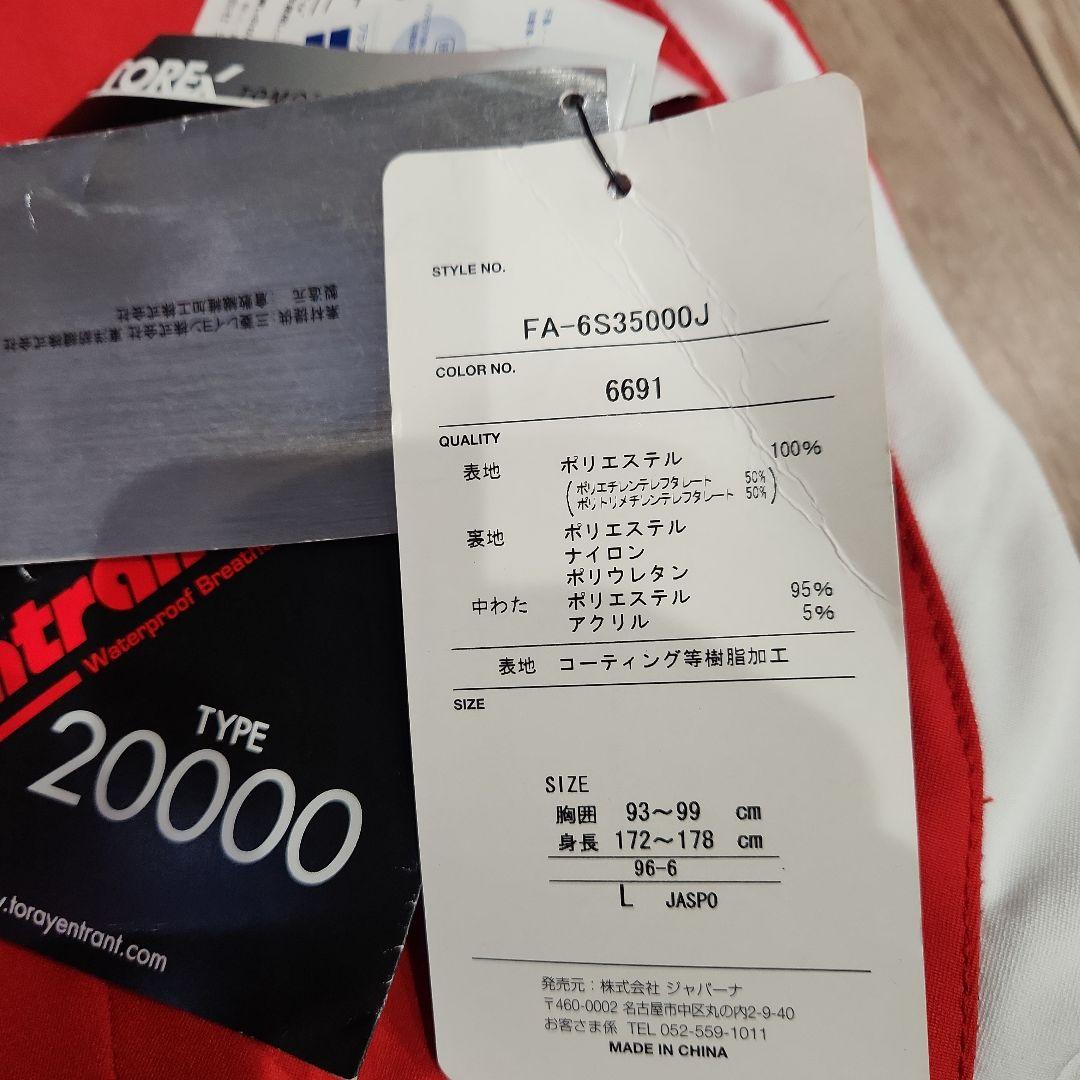 TOREX
STYLE NO.
FA-6S35000J
COLOR NO.
6691
QUALITY
表地 ポリエステル 100%
(ポリエチレンテレフタレート 50%
ポリトリメチレンテレフタレート 50%)
裏地 ポリエステル
ナイロン
ポリウレタン
中わた ポリエステル 95%
アクリル 5%
表地 コーティング等樹脂加工
SIZE
SIZE
胸囲 93～99 cm
身長 172～178 cm
96-6
L JASPO
発売元：株式会社 ジャパーナ
〒460-0002 名古屋市中区丸の内2-9-40
お客さま係 TEL 052-559-1011
MADE IN CHINA
素材提供：三菱レイヨン株式会社 東洋紡績株式会社
製造元：倉敷繊維加工株式会社
Waterproof
TYPE
20000
.torayentrant.com